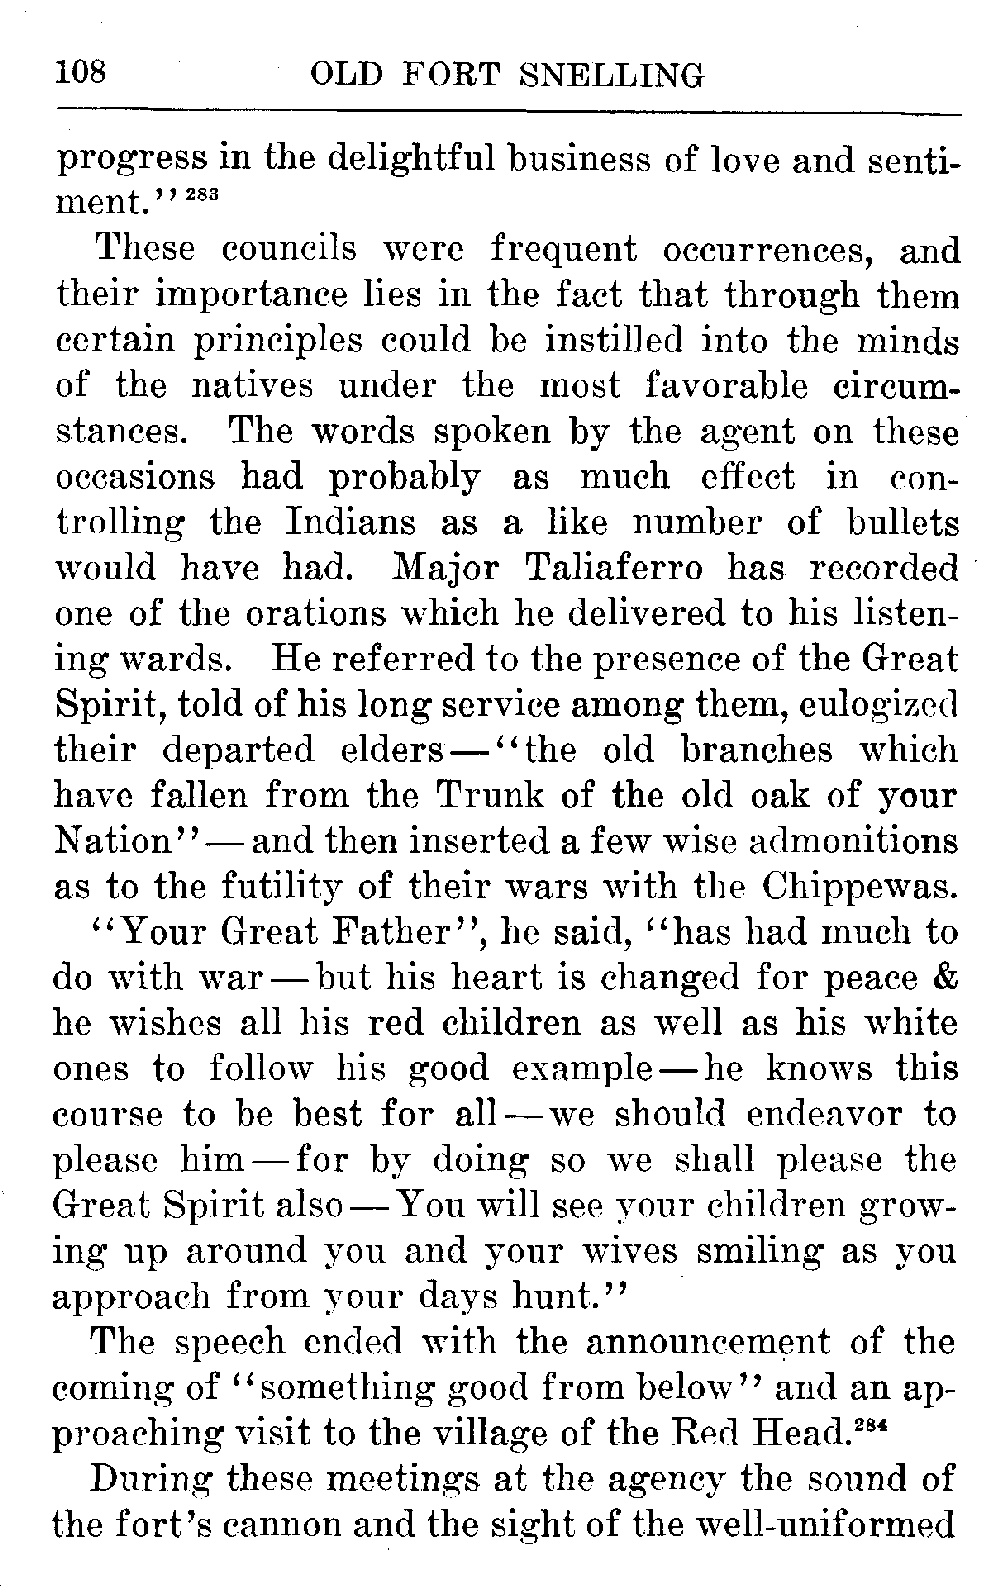 108 OLD FORT SNELLING
progress in the delightful business of love and senti-
ment.'' 283
These councils were frequent occurrences, and
their importance lies in the fact that through them
certain principles could be instilled into the minds
of the natives under the most favorable circum-
stances. The words spoken by the agent on these
occasions had probably as much effect in con-
trolling the Indians as a like number of bullets
would have had. Major Taliaferro has recorded
one of the orations which he delivered to his listen-
ing wards. He referred to the presence of the Great
Spirit, told of his long service among them, eulogized
their departed elders—''the old branches which
have fallen from the Trunk of the old oak of your
Nation''—and then inserted a few wise admonitions
as to the futility of their wars with the Chippewas.
''Your Great Father'', he said, ''has had much to
do with war—but his heart is changed for peace &
he wishes all his red children as well as his white
ones to follow his good example—he knows this
course to be best for all—we should endeavor to
please him—for by doing so we shall please the
Great Spirit also—You will see your children grow-
ing up around you and your wives smiling as you
approach from your days hunt.''
The speech ended with the announcement of the
coming of ''something good from below'' and an ap-
proaching visit to the village of the Red Head.284
During these meetings at the agency the sound of
the fort's cannon and the sight of the well-uniformed